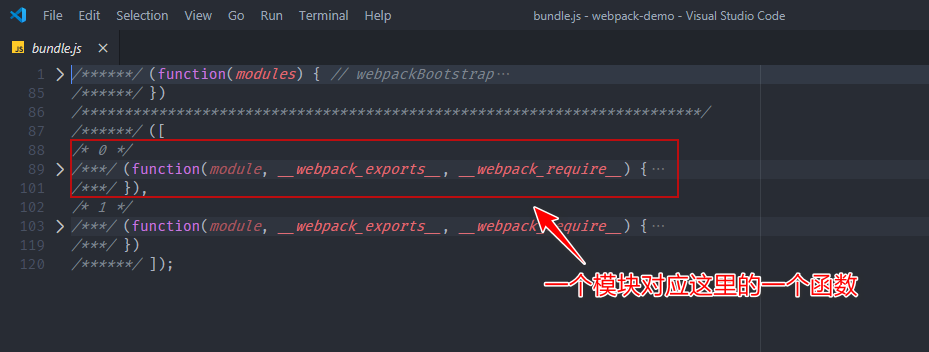 File Edit Selection View Go Run Terminal Help bundle.js - webpack-demo - Visual Studio Code
JS bundle.js ×
1 > /******/ (function(modules) { // webpackBootstrap…
85 /******/ })
86 /************************************************************************/
87 /******/ ([
88 /* 0 */
89 > /***/ (function(module, __webpack_exports__, __webpack_require__) {…
101 /***/ }),
102 /* 1 */
103 > /***/ (function(module, __webpack_exports__, __webpack_require__) {…
119 /***/ })
120 /******/ ]);
一个模块对应这里的一个函数